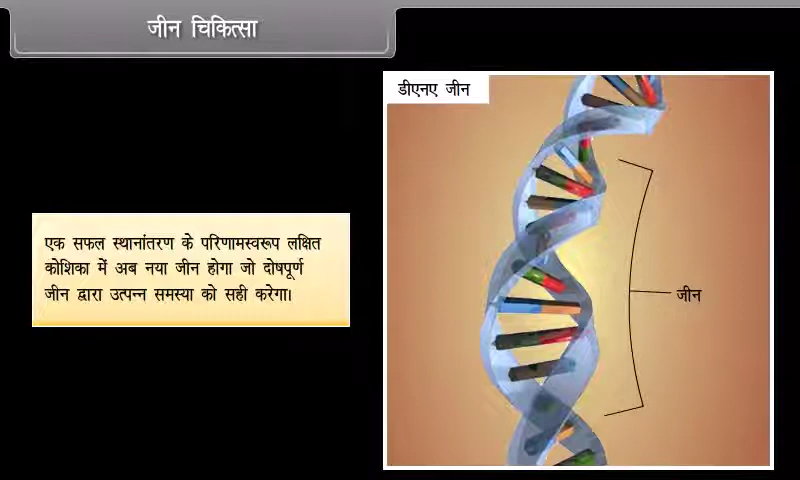 जीन चिकित्सा
डीएनए जीन
एक सफल स्थानांतरण के परिणामस्वरूप लक्षित
कोशिका में अब नया जीन होगा जो दोषपूर्ण
जीन द्वारा उत्पन्न समस्या को सही करेगा।
जीन